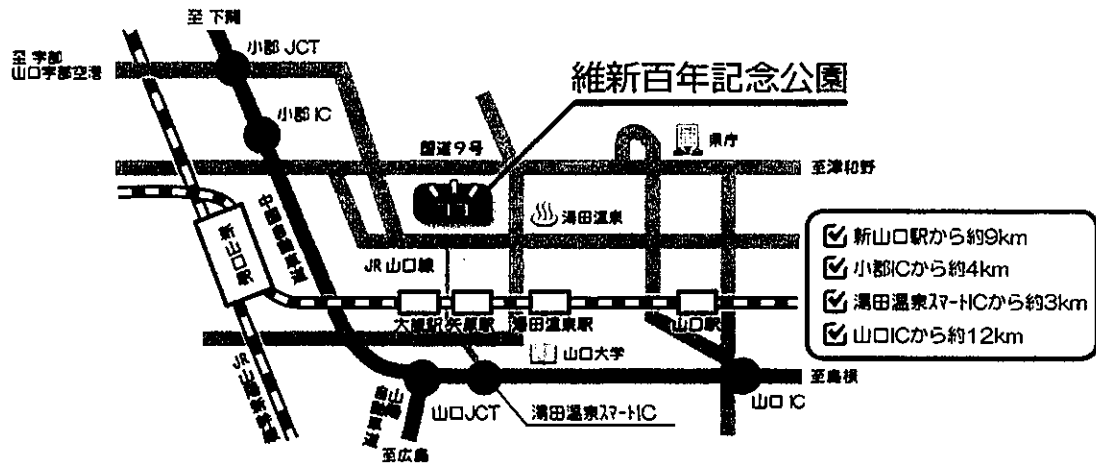 至 下関
小郡 JCT
至 宇部
山口宇部空港
維新百年記念公園
小郡 IC
国道9号
県庁
至津和野
湯田温泉
中国自動車道
新山口駅
JR 山口線
新山口駅から約9km
小郡ICから約4km
湯田温泉スマートICから約3km
山口ICから約12km
大歳駅
矢原駅
湯田温泉駅
山口駅
山口大学
JR 山陽新幹線
山陽自動車道
山口JCT
湯田温泉スマートIC
山口 IC
至島根
至広島